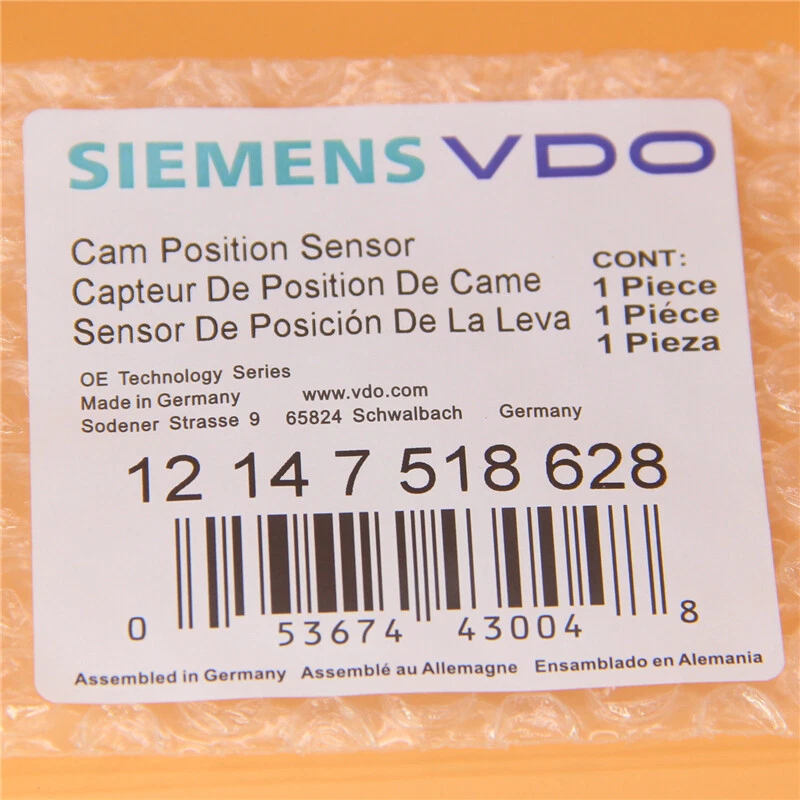 SIEMENS VDO
Cam Position Sensor
Capteur De Position De Came
Sensor De Posición De La Leva
CONT:
1 Piece
1 Piéce
1 Pieza
OE Technology Series
Made in Germany www.vdo.com
Sodener Strasse 9 65824 Schwalbach Germany
12 14 7 518 628
0 53674 43004 8
Assembled in Germany Assemblé au Allemagne Ensamblado en Alemania